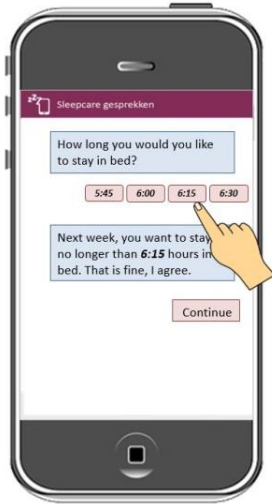 Sleepcare gesprekken
How long you would you like
to stay in bed?
5:45 6:00 6:15 6:30
Next week, you want to stay
no longer than 6:15 hours in
bed. That is fine, I agree.
Continue